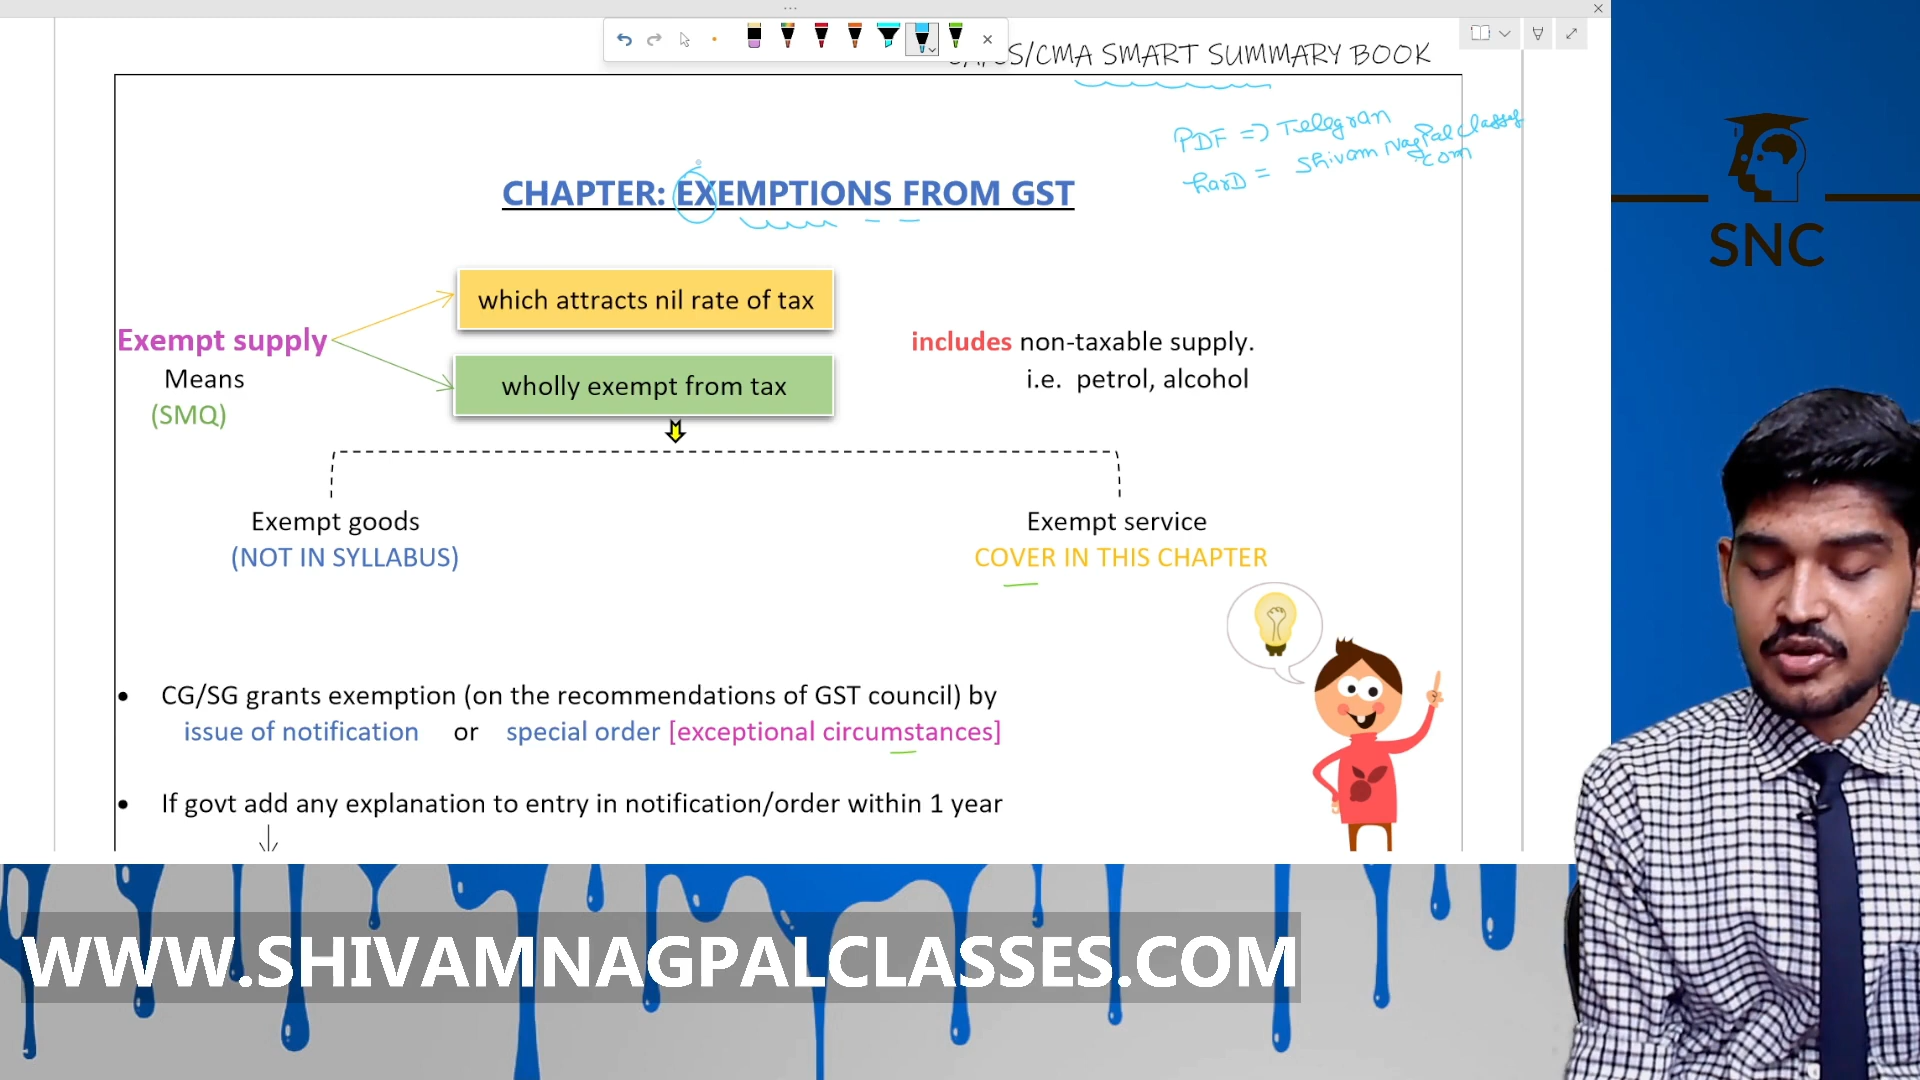 /CMA SMART SUMMARY BOOK
PDF => Telegran
harD = Shivam Nagpal classes
.com
CHAPTER: EXEMPTIONS FROM GST
SNC
which attracts nil rate of tax
Exempt supply
includes non-taxable supply.
Means
i.e. petrol, alcohol
wholly exempt from tax
(SMQ)
Exempt goods
Exempt service
(NOT IN SYLLABUS)
COVER IN THIS CHAPTER
• CG/SG grants exemption (on the recommendations of GST council) by
issue of notification or special order [exceptional circumstances]
• If govt add any explanation to entry in notification/order within 1 year
WWW.SHIVAMNAGPALCLASSES.COM